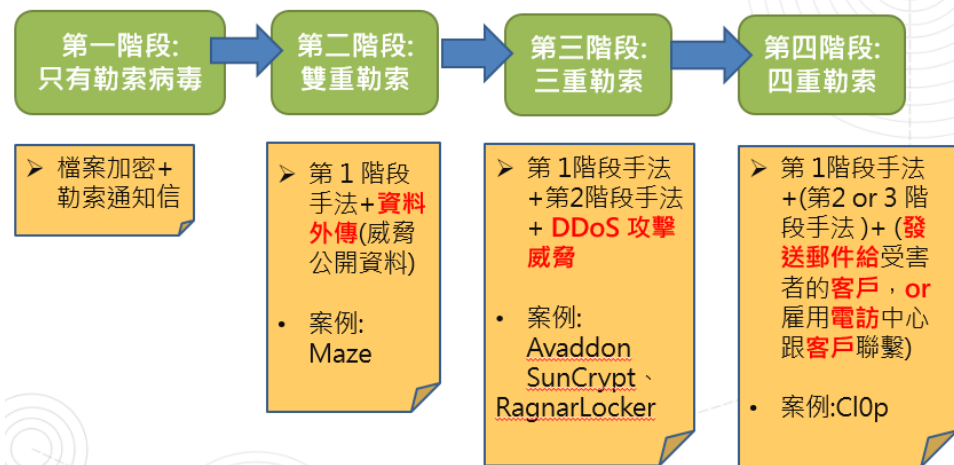 第一階段:
只有勒索病毒
第二階段:
雙重勒索
第三階段:
三重勒索
第四階段:
四重勒索
➢ 檔案加密+
勒索通知信
➢ 第 1 階段
手法+資料
外傳(威脅
公開資料)
• 案例:
Maze
➢ 第 1階段手法
+第2階段手法
+ DDoS 攻擊
威脅
• 案例:
Avaddon
SunCrypt、
RagnarLocker
➢ 第 1階段手法
+(第2 or 3 階
段手法 )+ (發
送郵件給受害
者的客戶，or
雇用電訪中心
跟客戶聯繫)
• 案例:Cl0p